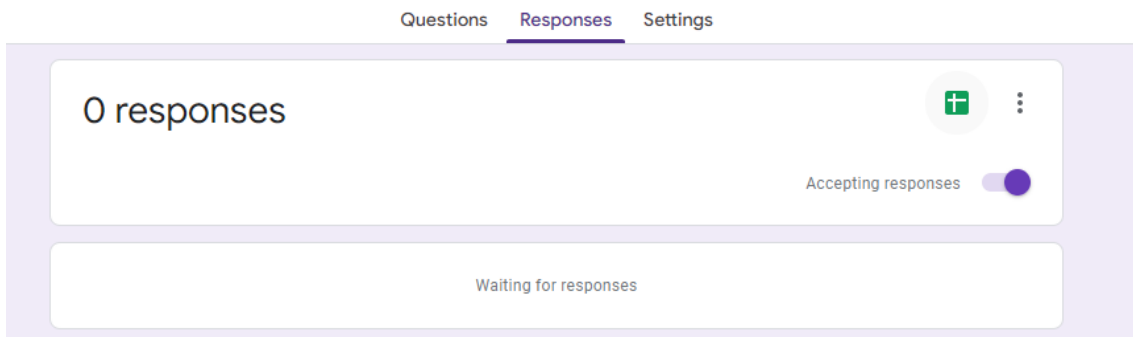 Questions Responses Settings
0 responses
Accepting responses
Waiting for responses